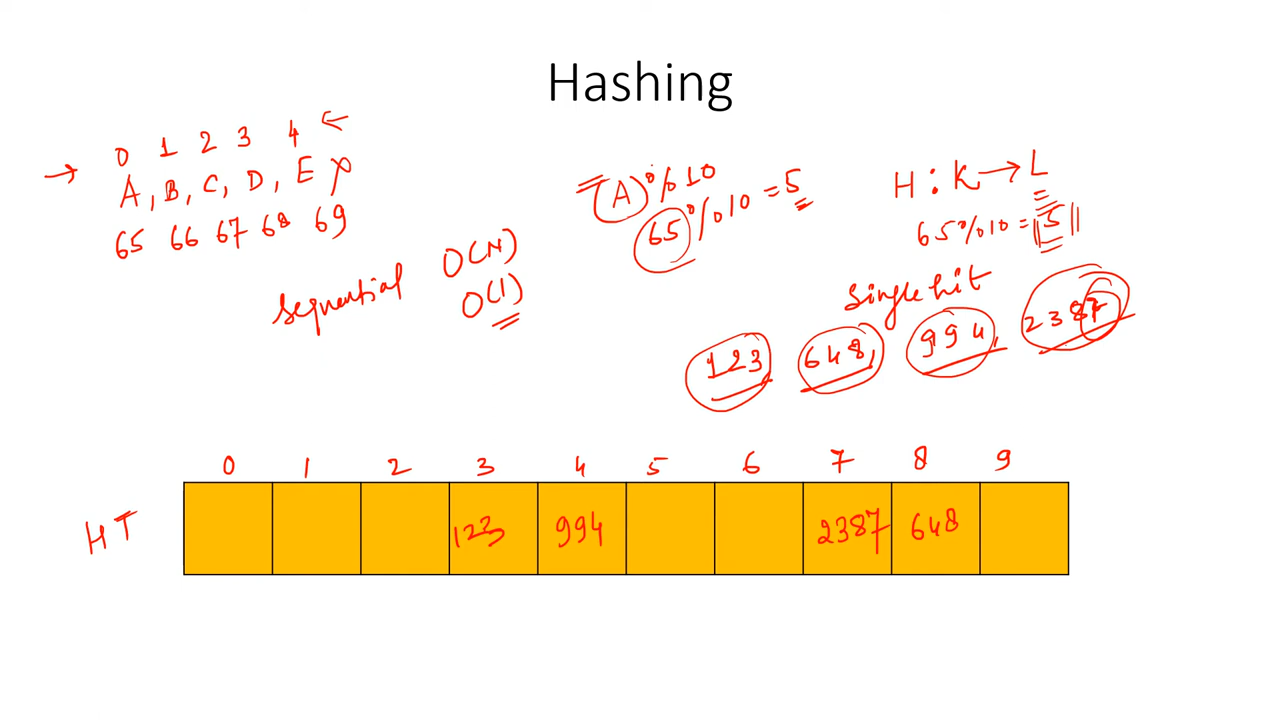 Hashing
0 1 2 3 4 ←
→ A, B, C, D, E
65 66 67 68 69
sequential O(N)
O(1)
(A)%10
65%10 = 5
H : K → L
65%10 = 5
Single hit
123 648, 994, 2387
0 1 2 3 4 5 6 7 8 9
HT 123 994 2387 648